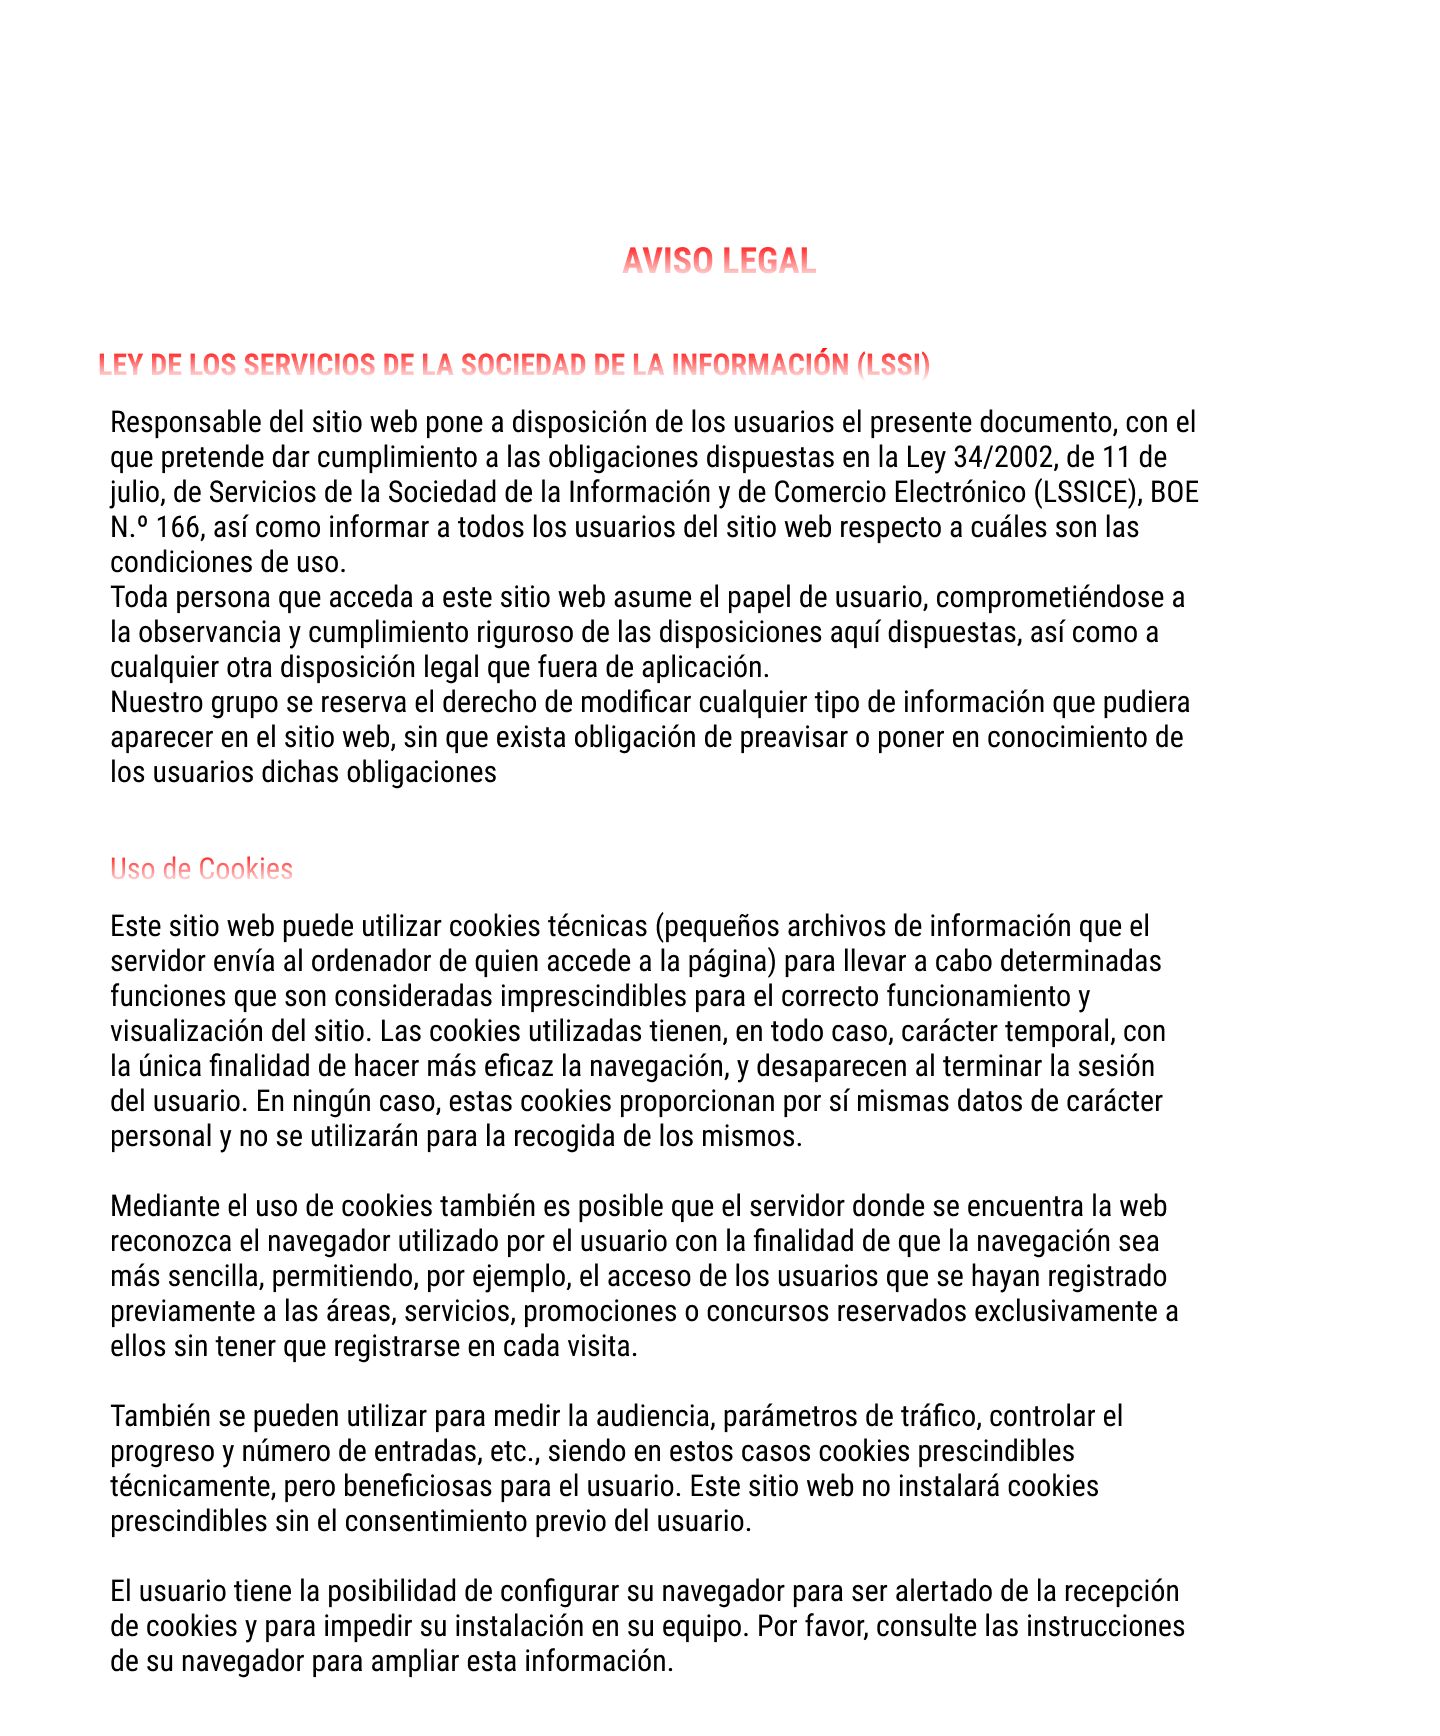 AVISO LEGAL
LEY DE LOS SERVICIOS DE LA SOCIEDAD DE LA INFORMACIÓN (LSSI)
Responsable del sitio web pone a disposición de los usuarios el presente documento, con el
que pretende dar cumplimiento a las obligaciones dispuestas en la Ley 34/2002, de 11 de
julio, de Servicios de la Sociedad de la Información y de Comercio Electrónico (LSSICE), BOE
N.º 166, así como informar a todos los usuarios del sitio web respecto a cuáles son las
condiciones de uso.
Toda persona que acceda a este sitio web asume el papel de usuario, comprometiéndose a
la observancia y cumplimiento riguroso de las disposiciones aquí dispuestas, así como a
cualquier otra disposición legal que fuera de aplicación.
Nuestro grupo se reserva el derecho de modificar cualquier tipo de información que pudiera
aparecer en el sitio web, sin que exista obligación de preavisar o poner en conocimiento de
los usuarios dichas obligaciones
Uso de Cookies
Este sitio web puede utilizar cookies técnicas (pequeños archivos de información que el
servidor envía al ordenador de quien accede a la página) para llevar a cabo determinadas
funciones que son consideradas imprescindibles para el correcto funcionamiento y
visualización del sitio. Las cookies utilizadas tienen, en todo caso, carácter temporal, con
la única finalidad de hacer más eficaz la navegación, y desaparecen al terminar la sesión
del usuario. En ningún caso, estas cookies proporcionan por sí mismas datos de carácter
personal y no se utilizarán para la recogida de los mismos.
Mediante el uso de cookies también es posible que el servidor donde se encuentra la web
reconozca el navegador utilizado por el usuario con la finalidad de que la navegación sea
más sencilla, permitiendo, por ejemplo, el acceso de los usuarios que se hayan registrado
previamente a las áreas, servicios, promociones o concursos reservados exclusivamente a
ellos sin tener que registrarse en cada visita.
También se pueden utilizar para medir la audiencia, parámetros de tráfico, controlar el
progreso y número de entradas, etc., siendo en estos casos cookies prescindibles
técnicamente, pero beneficiosas para el usuario. Este sitio web no instalará cookies
prescindibles sin el consentimiento previo del usuario.
El usuario tiene la posibilidad de configurar su navegador para ser alertado de la recepción
de cookies y para impedir su instalación en su equipo. Por favor, consulte las instrucciones
de su navegador para ampliar esta información.